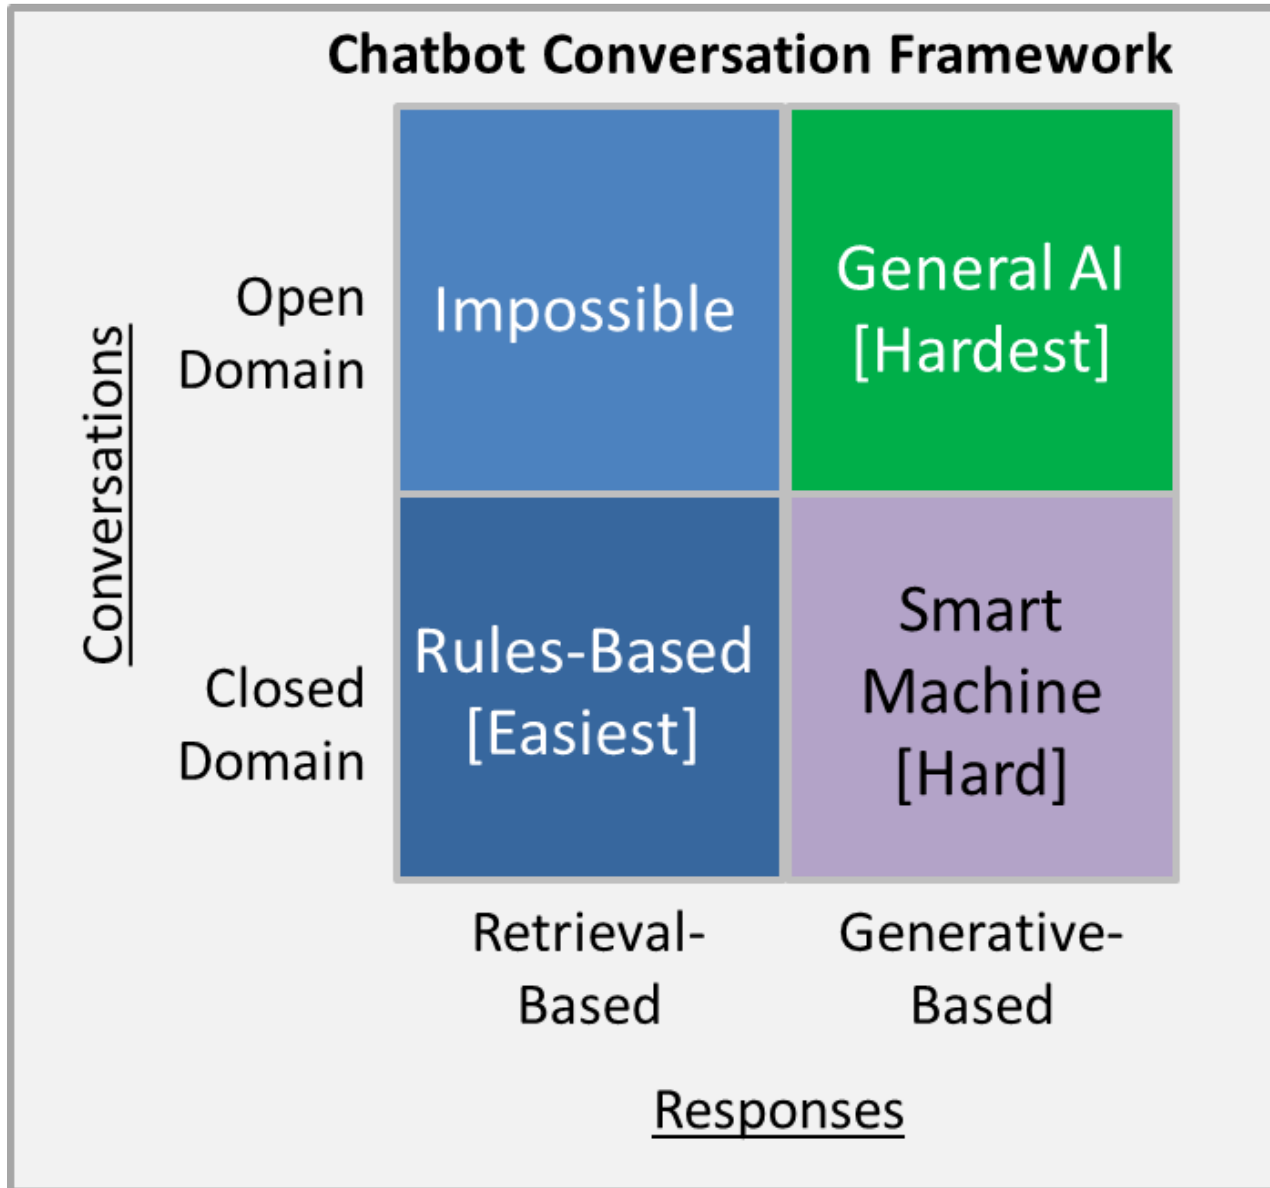 Chatbot Conversation Framework
Conversations
Open
Domain
Impossible
General AI
[Hardest]
Closed
Domain
Rules-Based
[Easiest]
Smart
Machine
[Hard]
Retrieval-
Based
Generative-
Based
Responses